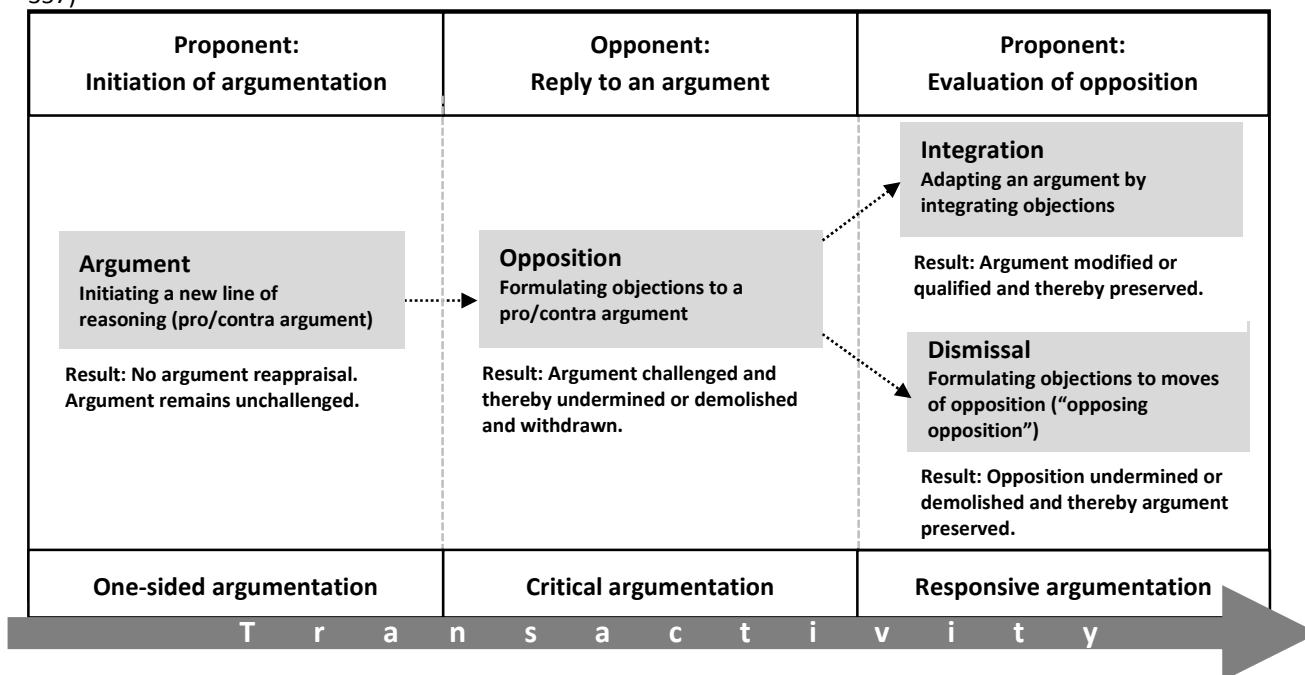 337)
Proponent:
Initiation of argumentation
Opponent:
Reply to an argument
Proponent:
Evaluation of opposition
Argument
Initiating a new line of
reasoning (pro/contra argument)
Result: No argument reappraisal.
Argument remains unchallenged.
Opposition
Formulating objections to a
pro/contra argument
Result: Argument challenged and
thereby undermined or demolished
and withdrawn.
Integration
Adapting an argument by
integrating objections
Result: Argument modified or
qualified and thereby preserved.
Dismissal
Formulating objections to moves
of opposition (“opposing
opposition”)
Result: Opposition undermined or
demolished and thereby argument
preserved.
One-sided argumentation
Critical argumentation
Responsive argumentation
T r a n s a c t i v i t y